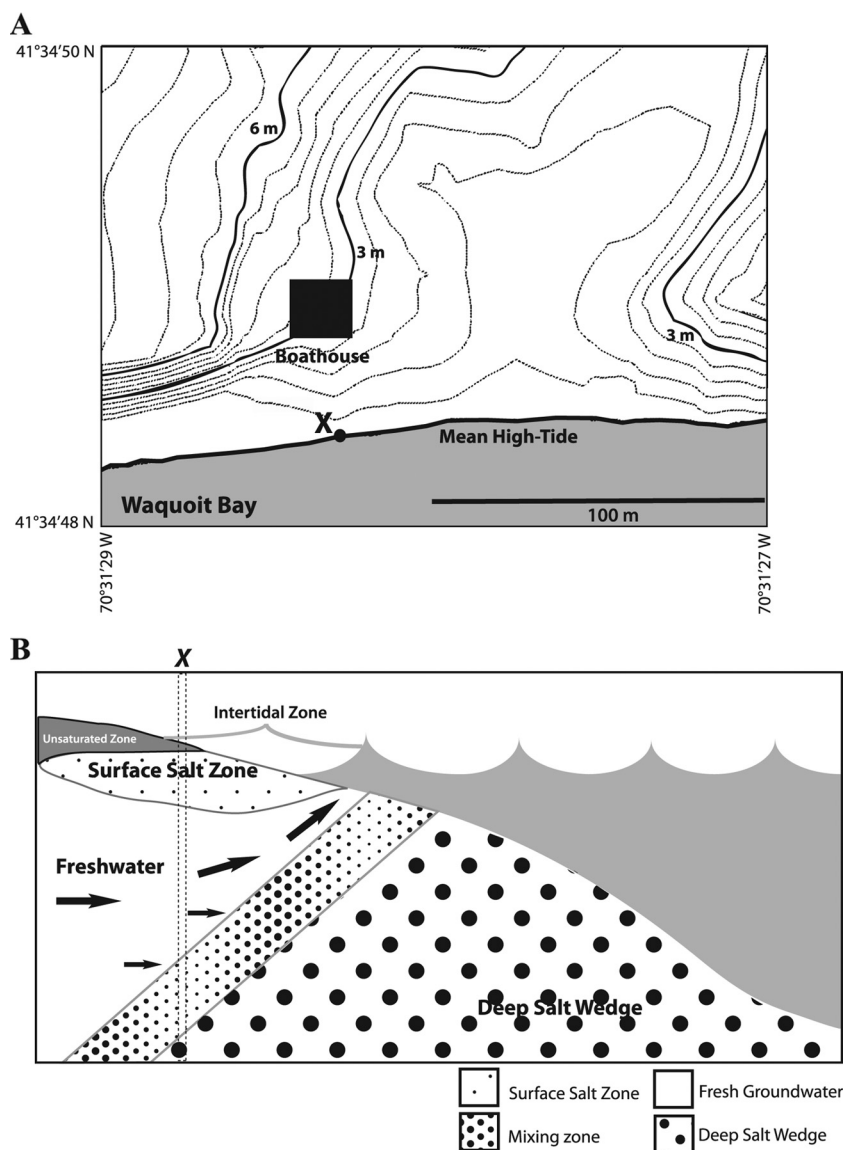 A
41°34'50 N
6 m
3 m
Boathouse
3 m
X
Mean High-Tide
Waquoit Bay
100 m
41°34'48 N
70°31'29 W
70°31'27 W
B
X
Intertidal Zone
Unsaturated Zone
Surface Salt Zone
Freshwater
Deep Salt Wedge
Surface Salt Zone
Fresh Groundwater
Mixing zone
Deep Salt Wedge